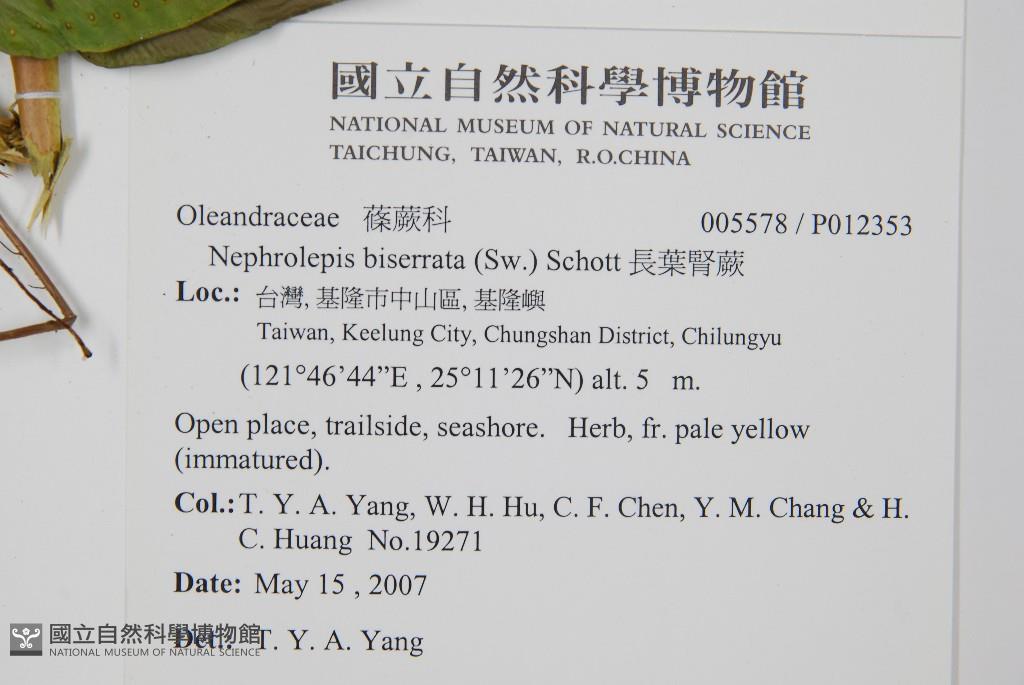 國立自然科學博物館
NATIONAL MUSEUM OF NATURAL SCIENCE
TAICHUNG, TAIWAN, R.O.CHINA
Oleandraceae 蓧蕨科 005578 / P012353
Nephrolepis biserrata (Sw.) Schott 長葉腎蕨
Loc.: 台灣, 基隆市中山區, 基隆嶼
Taiwan, Keelung City, Chungshan District, Chilungyu
(121°46’44”E , 25°11’26”N) alt. 5 m.
Open place, trailside, seashore. Herb, fr. pale yellow
(immatured).
Col.: T. Y. A. Yang, W. H. Hu, C. F. Chen, Y. M. Chang & H.
C. Huang No.19271
Date: May 15 , 2007
Det.: T. Y. A. Yang
國立自然科學博物館
NATIONAL MUSEUM OF NATURAL SCIENCE